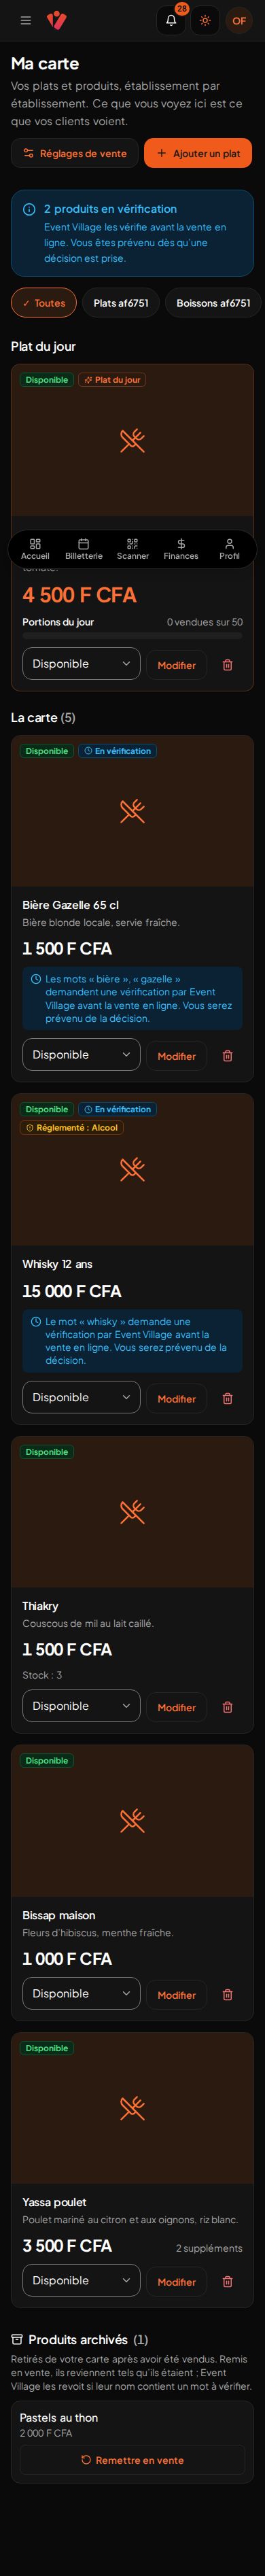 28
OF
Ma carte
Vos plats et produits, établissement par
établissement. Ce que vous voyez ici est ce
que vos clients voient.
Réglages de vente
Ajouter un plat
2 produits en vérification
Event Village les vérifie avant la vente en
ligne. Vous êtes prévenu dès qu’une
décision est prise.
✓ Toutes
Plats af6751
Boissons af6751
Plat du jour
Disponible
Plat du jour
Accueil
Billetterie
Scanner
Finances
Profil
4 500 F CFA
Portions du jour
0 vendues sur 50
Disponible
Modifier
La carte (5)
Disponible
En vérification
Bière Gazelle 65 cl
Bière blonde locale, servie fraîche.
1 500 F CFA
Les mots « bière », « gazelle »
demandent une vérification par Event
Village avant la vente en ligne. Vous serez
prévenu de la décision.
Disponible
Modifier
Disponible
En vérification
Réglementé : Alcool
Whisky 12 ans
15 000 F CFA
Le mot « whisky » demande une
vérification par Event Village avant la
vente en ligne. Vous serez prévenu de la
décision.
Disponible
Modifier
Disponible
Thiakry
Couscous de mil au lait caillé.
1 500 F CFA
Stock : 3
Disponible
Modifier
Disponible
Bissap maison
Fleurs d’hibiscus, menthe fraîche.
1 000 F CFA
Disponible
Modifier
Disponible
Yassa poulet
Poulet mariné au citron et aux oignons, riz blanc.
3 500 F CFA
2 suppléments
Disponible
Modifier
Produits archivés (1)
Retirés de votre carte après avoir été vendus. Remis
en vente, ils reviennent tels qu’ils étaient ; Event
Village les revoit si leur nom contient un mot à vérifier.
Pastels au thon
2 000 F CFA
Remettre en vente